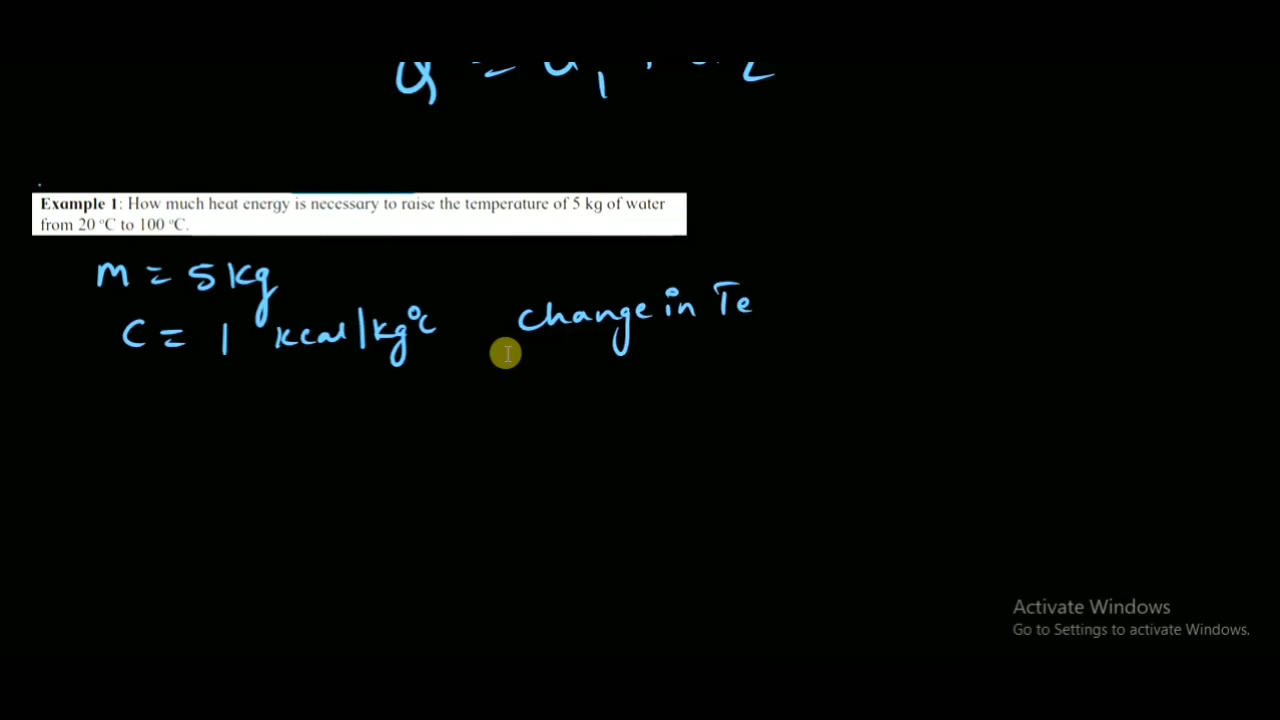 Example 1: How much heat energy is necessary to raise the temperature of 5 kg of water
from 20 °C to 100 °C.
m = 5 kg
C = 1 kcal/kg°c
change in Te
Activate Windows
Go to Settings to activate Windows.